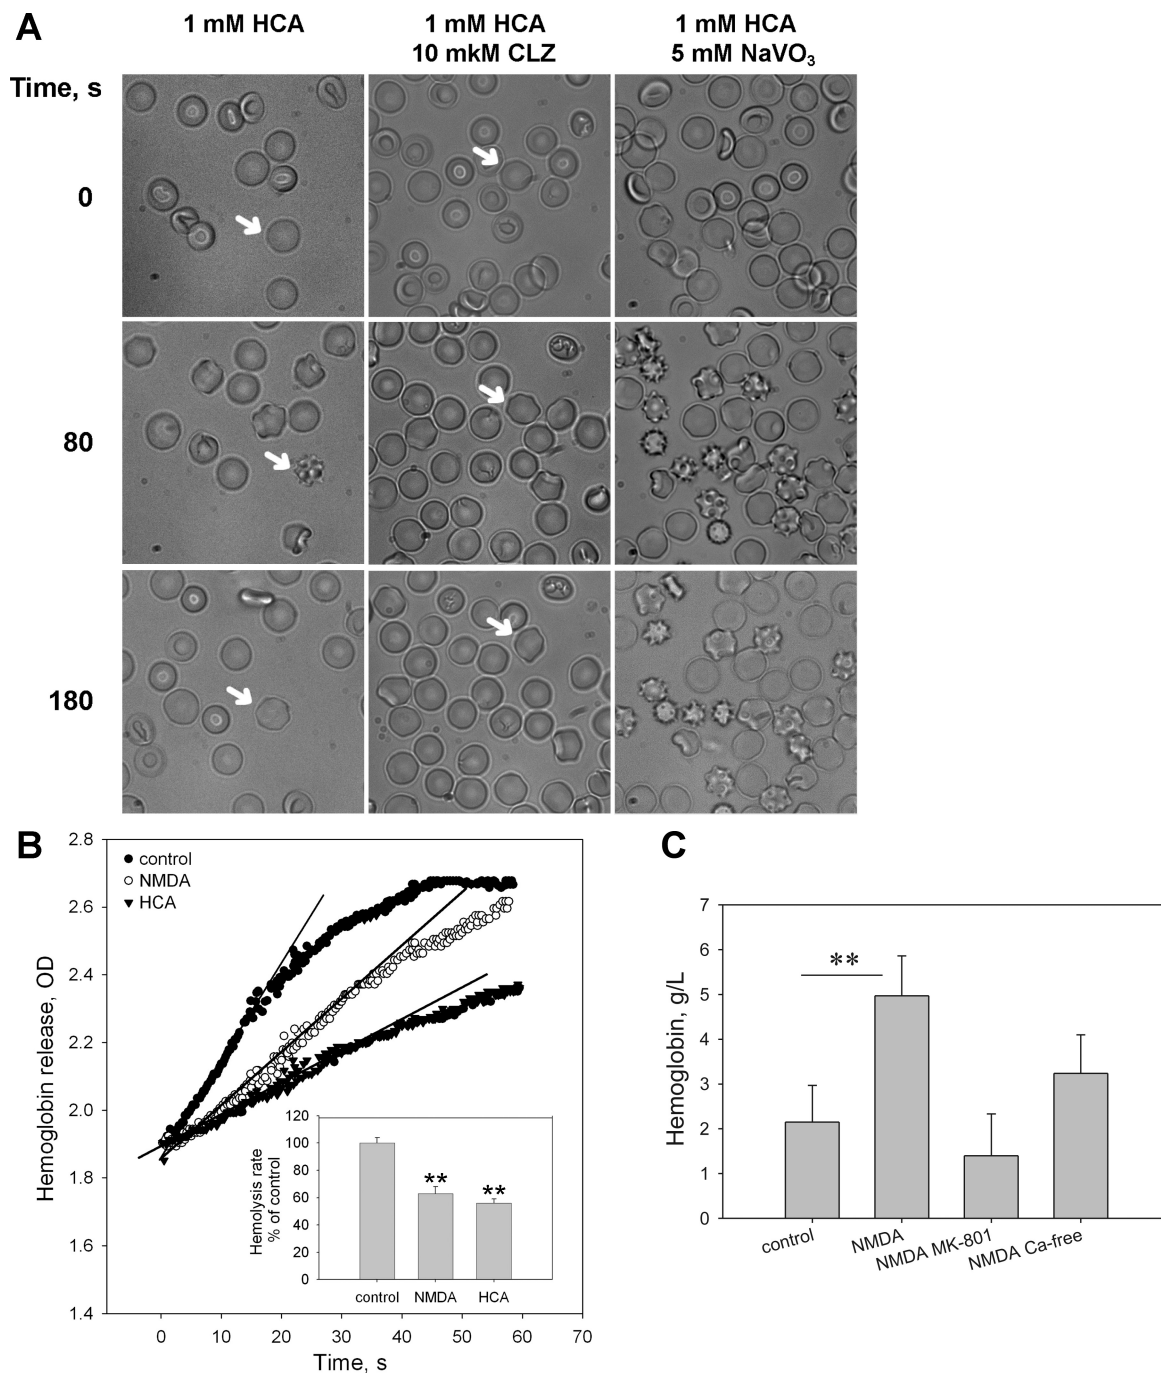 A
1 mM HCA
1 mM HCA
10 mkM CLZ
1 mM HCA
5 mM NaVO₃
Time, s
0
80
180
B
2.8
2.6
2.4
2.2
2.0
1.8
1.6
1.4
Hemoglobin release, OD
control
NMDA
HCA
120
100
80
60
40
20
0
Hemolysis rate
% of control
**
**
control NMDA HCA
0 10 20 30 40 50 60 70
Time, s
C
7
6
5
4
3
2
1
0
Hemoglobin, g/L
**
control
NMDA
NMDA MK-801
NMDA Ca-free